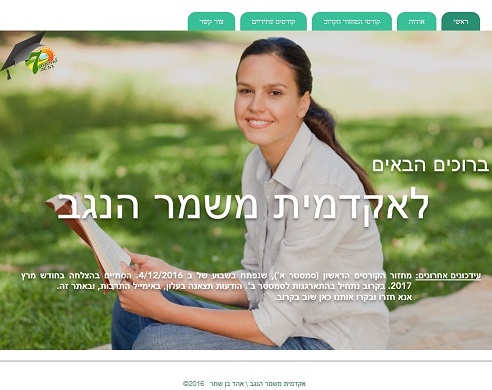 ראשי
אודות
קורסי המחזור הקרוב
קורסים עתידיים
צור קשר
ברוכים הבאים
לאקדמית משמר הנגב
עידכונים אחרונים: מחזור הקורסים הראשון (סמסטר א'), שנפתח בשבוע של ב 4/12/2016. הסתיים בהצלחה בחודש מרץ
2017. בקרוב נתחיל בהתארגנות לסמסטר ב'. הודעות תצאנה בעלון, באימייל התרבות, ובאתר זה.
אנא חזרו ובקרו אותנו כאן שוב בקרוב.
אקדמית משמר הנגב \ אהד בן שחר 2016©